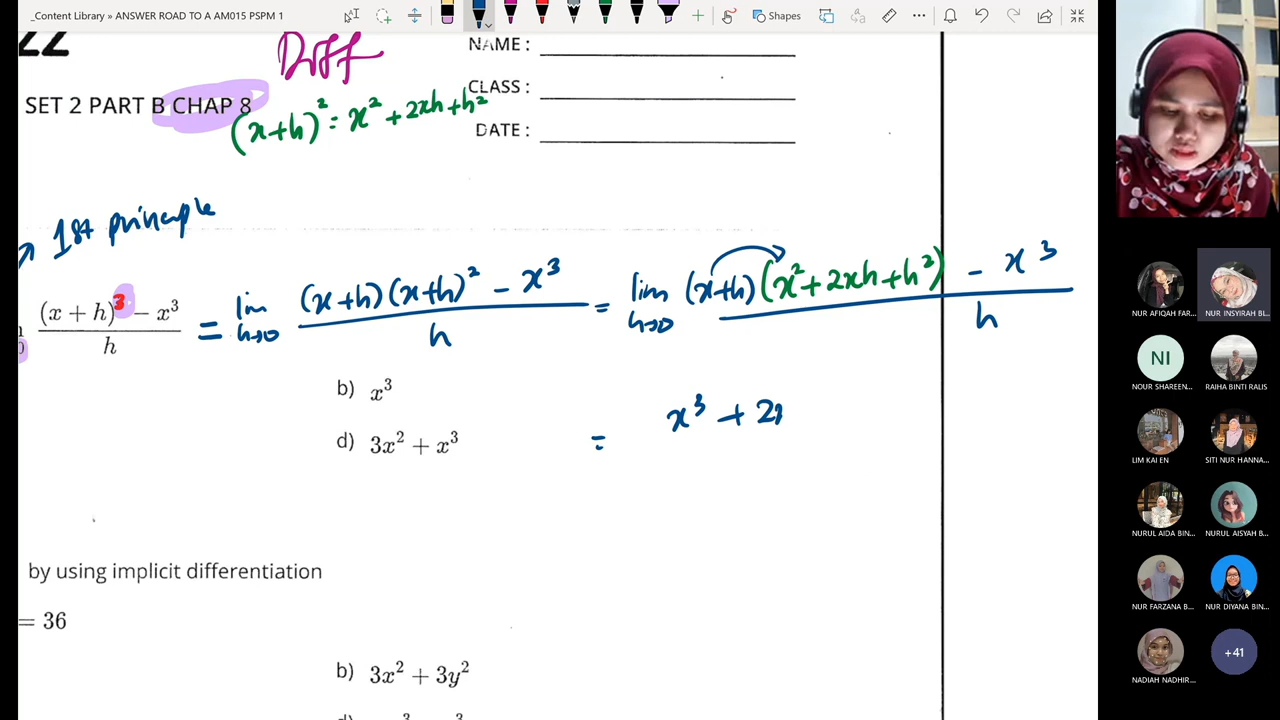 _Content Library » ANSWER ROAD TO A AM015 PSPM 1
Shapes
22
Diff
NAME :
SET 2 PART B CHAP 8
CLASS :
(x+h)² = x² + 2xh + h²
DATE :
1st principle
(x + h)³ − x³ / h = lim h→0 (x+h)(x+h)² − x³ / h = lim h→0 (x+h)(x²+2xh+h²) − x³ / h
b) x³
= x³ + 2
d) 3x² + x³
by using implicit differentiation
= 36
b) 3x² + 3y²
NUR AFIQAH FAR...
NUR INSYIRAH BI...
NI
NOUR SHAREEN...
RAIHA BINTI RALIS
LIM KAI EN
SITI NUR HANNA...
NURUL AIDA BIN...
NURUL AISYAH B...
NUR FARZANA B...
NUR DIYANA BIN...
NADIAH NADHIR...
+41